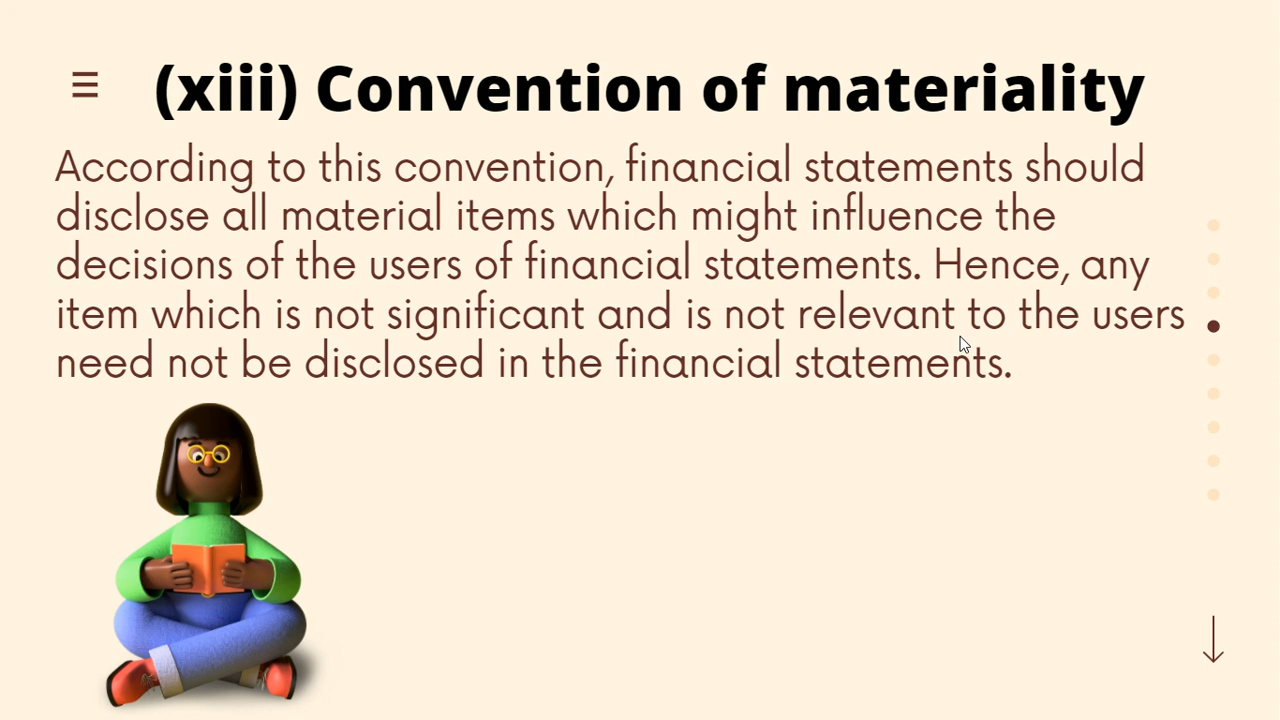 (xiii) Convention of materiality
According to this convention, financial statements should
disclose all material items which might influence the
decisions of the users of financial statements. Hence, any
item which is not significant and is not relevant to the users
need not be disclosed in the financial statements.